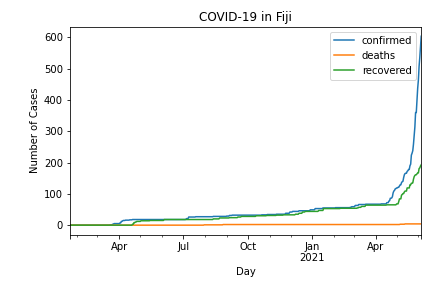 COVID-19 in Fiji
confirmed
deaths
recovered
Number of Cases
600
500
400
300
200
100
0
Apr
Jul
Oct
Jan
2021
Apr
Day